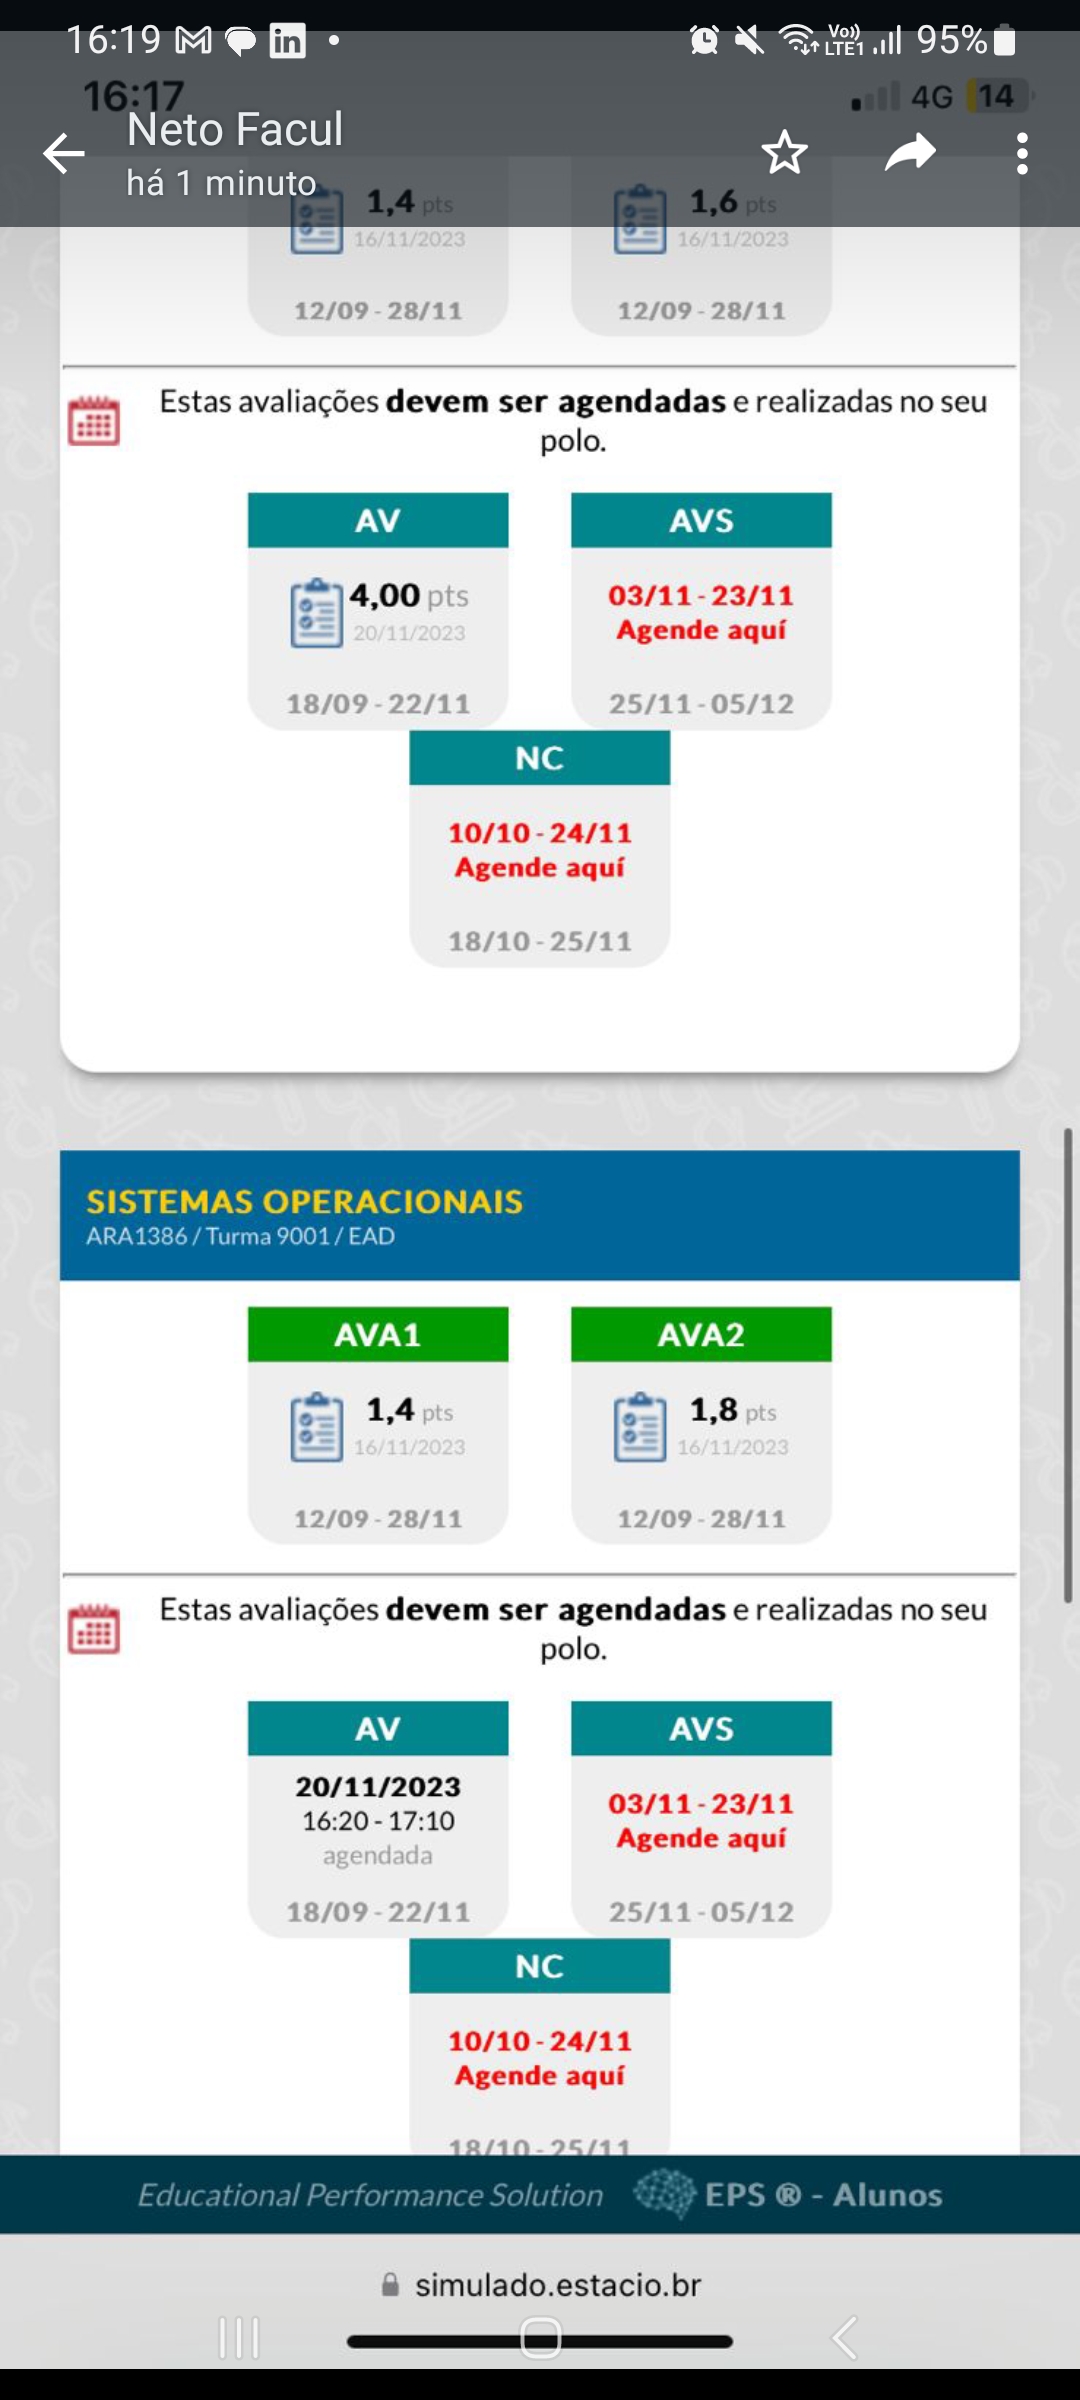 16:19 95%
Vo))
LTE1
16:17 4G 14
Neto Facul
há 1 minuto
1,4 pts 1,6 pts
16/11/2023 16/11/2023
12/09 - 28/11 12/09 - 28/11
Estas avaliações devem ser agendadas e realizadas no seu
polo.
AV AVS
4,00 pts 03/11 - 23/11
20/11/2023 Agende aquí
18/09 - 22/11 25/11 - 05/12
NC
10/10 - 24/11
Agende aquí
18/10 - 25/11
SISTEMAS OPERACIONAIS
ARA1386 / Turma 9001 / EAD
AVA1 AVA2
1,4 pts 1,8 pts
16/11/2023 16/11/2023
12/09 - 28/11 12/09 - 28/11
Estas avaliações devem ser agendadas e realizadas no seu
polo.
AV AVS
20/11/2023 03/11 - 23/11
16:20 - 17:10 Agende aquí
agendada
18/09 - 22/11 25/11 - 05/12
NC
10/10 - 24/11
Agende aquí
18/10 - 25/11
Educational Performance Solution EPS ® - Alunos
simulado.estacio.br